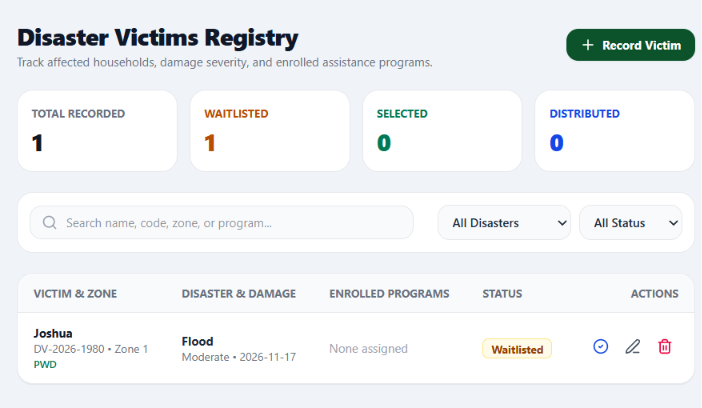 Disaster Victims Registry
Track affected households, damage severity, and enrolled assistance programs.
+ Record Victim
TOTAL RECORDED
1
WAITLISTED
1
SELECTED
0
DISTRIBUTED
0
Search name, code, zone, or program...
All Disasters
All Status
VICTIM & ZONE DISASTER & DAMAGE ENROLLED PROGRAMS STATUS ACTIONS
Joshua
DV-2026-1980 • Zone 1
PWD
Flood
Moderate • 2026-11-17
None assigned
Waitlisted